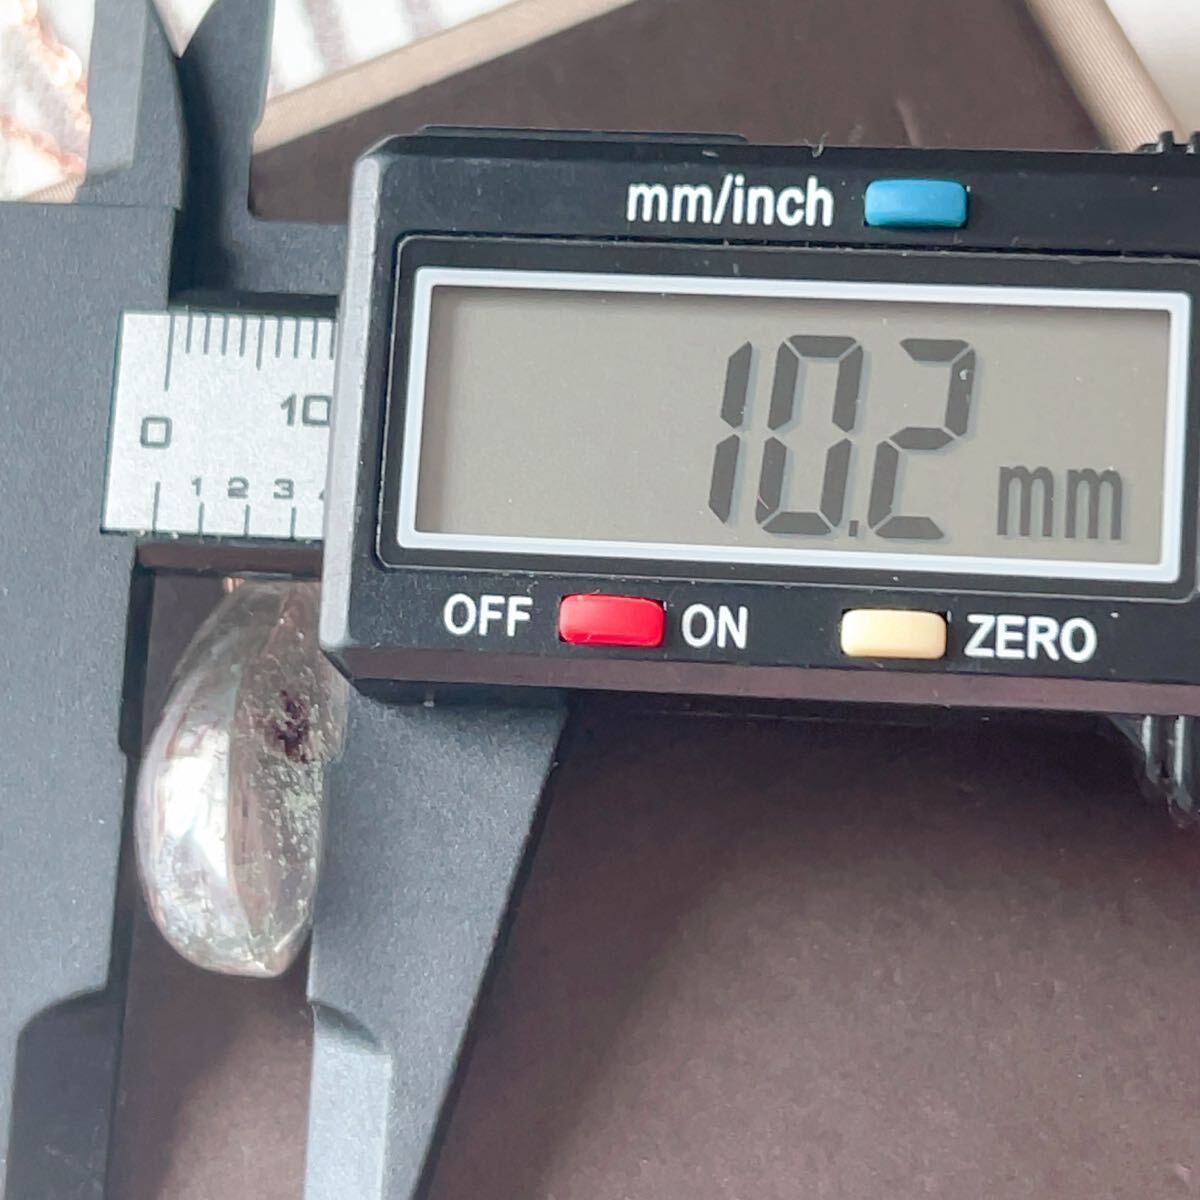 mm/inch
10.2 mm
0 10
1 2 3
OFF ON ZERO